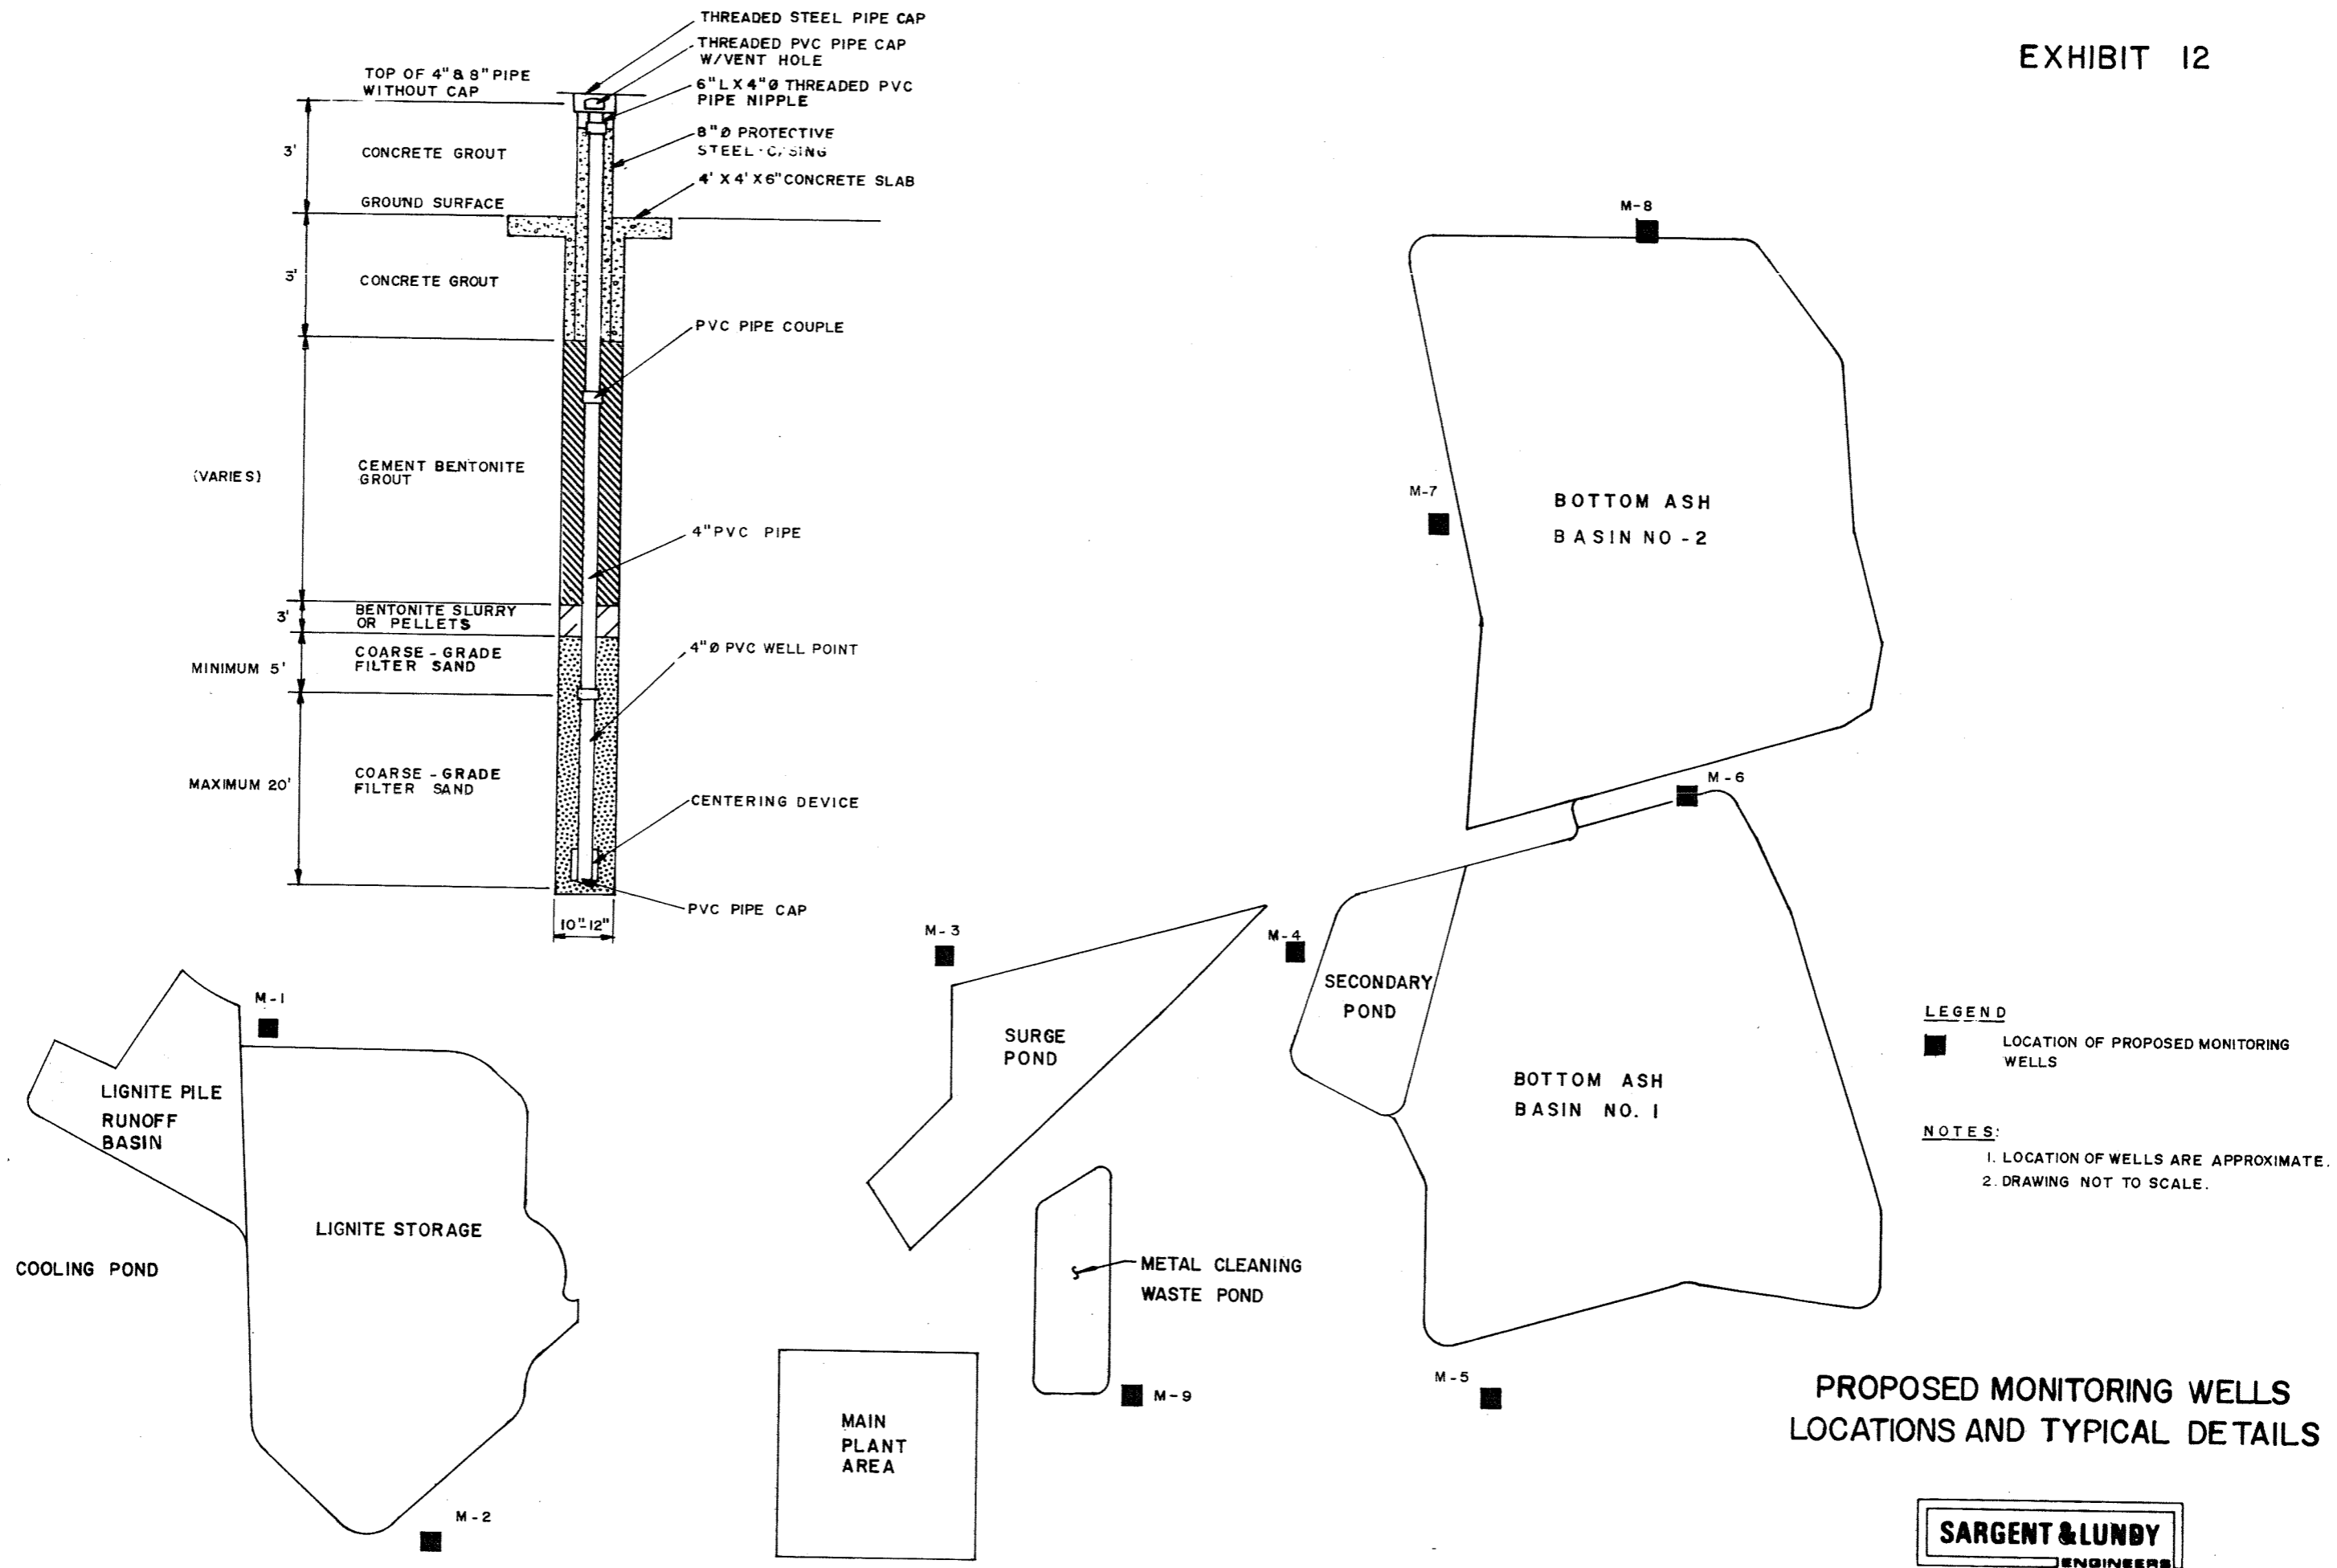 EXHIBIT 12
THREADED STEEL PIPE CAP
THREADED PVC PIPE CAP
W/VENT HOLE
TOP OF 4" & 8" PIPE
WITHOUT CAP
6" L X 4" Ø THREADED PVC
PIPE NIPPLE
8" Ø PROTECTIVE
STEEL
3'
CONCRETE GROUT
4' X 4' X 6" CONCRETE SLAB
GROUND SURFACE
3'
CONCRETE GROUT
PVC PIPE COUPLE
(VARIES)
CEMENT BENTONITE
GROUT
4" PVC PIPE
3'
BENTONITE SLURRY
OR PELLETS
MINIMUM 5'
COARSE - GRADE
FILTER SAND
4" Ø PVC WELL POINT
MAXIMUM 20'
COARSE - GRADE
FILTER SAND
CENTERING DEVICE
PVC PIPE CAP
10"-12"
M-8
M-7
BOTTOM ASH
BASIN NO - 2
M - 6
M - 3
M-4
SECONDARY
POND
SURGE
POND
BOTTOM ASH
BASIN NO. 1
M-1
LIGNITE PILE
RUNOFF
BASIN
LIGNITE STORAGE
COOLING POND
METAL CLEANING
WASTE POND
M-9
M-5
MAIN
PLANT
AREA
M - 2
LEGEND
LOCATION OF PROPOSED MONITORING
WELLS
NOTES:
1. LOCATION OF WELLS ARE APPROXIMATE.
2. DRAWING NOT TO SCALE.
PROPOSED MONITORING WELLS
LOCATIONS AND TYPICAL DETAILS
SARGENT & LUNDY
ENGINEERS